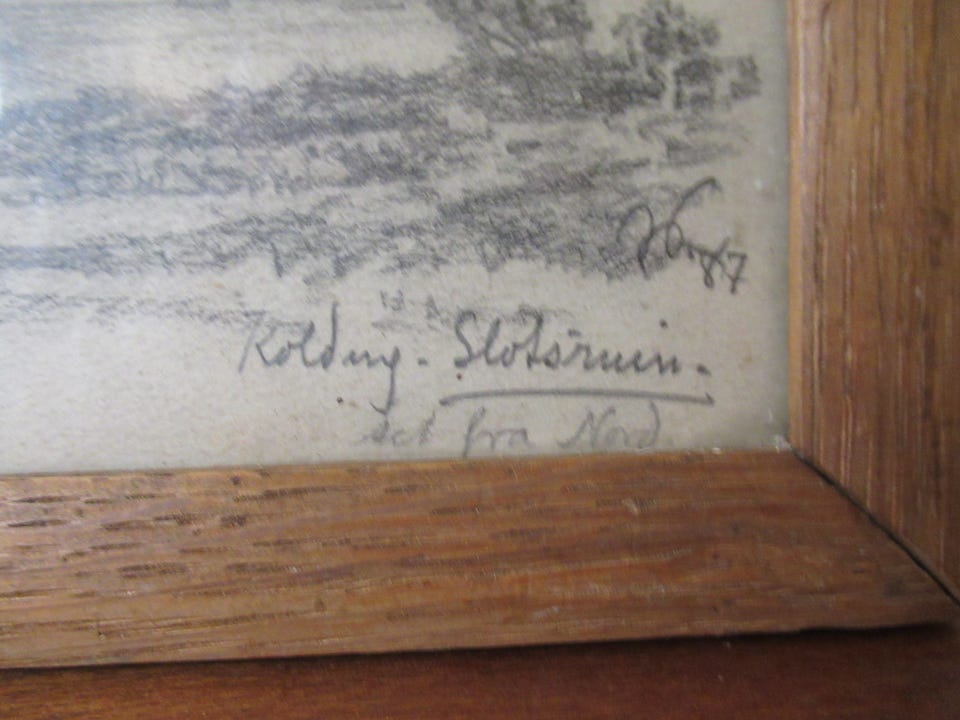 87
Kolding - Slotsruin.
set fra Nord